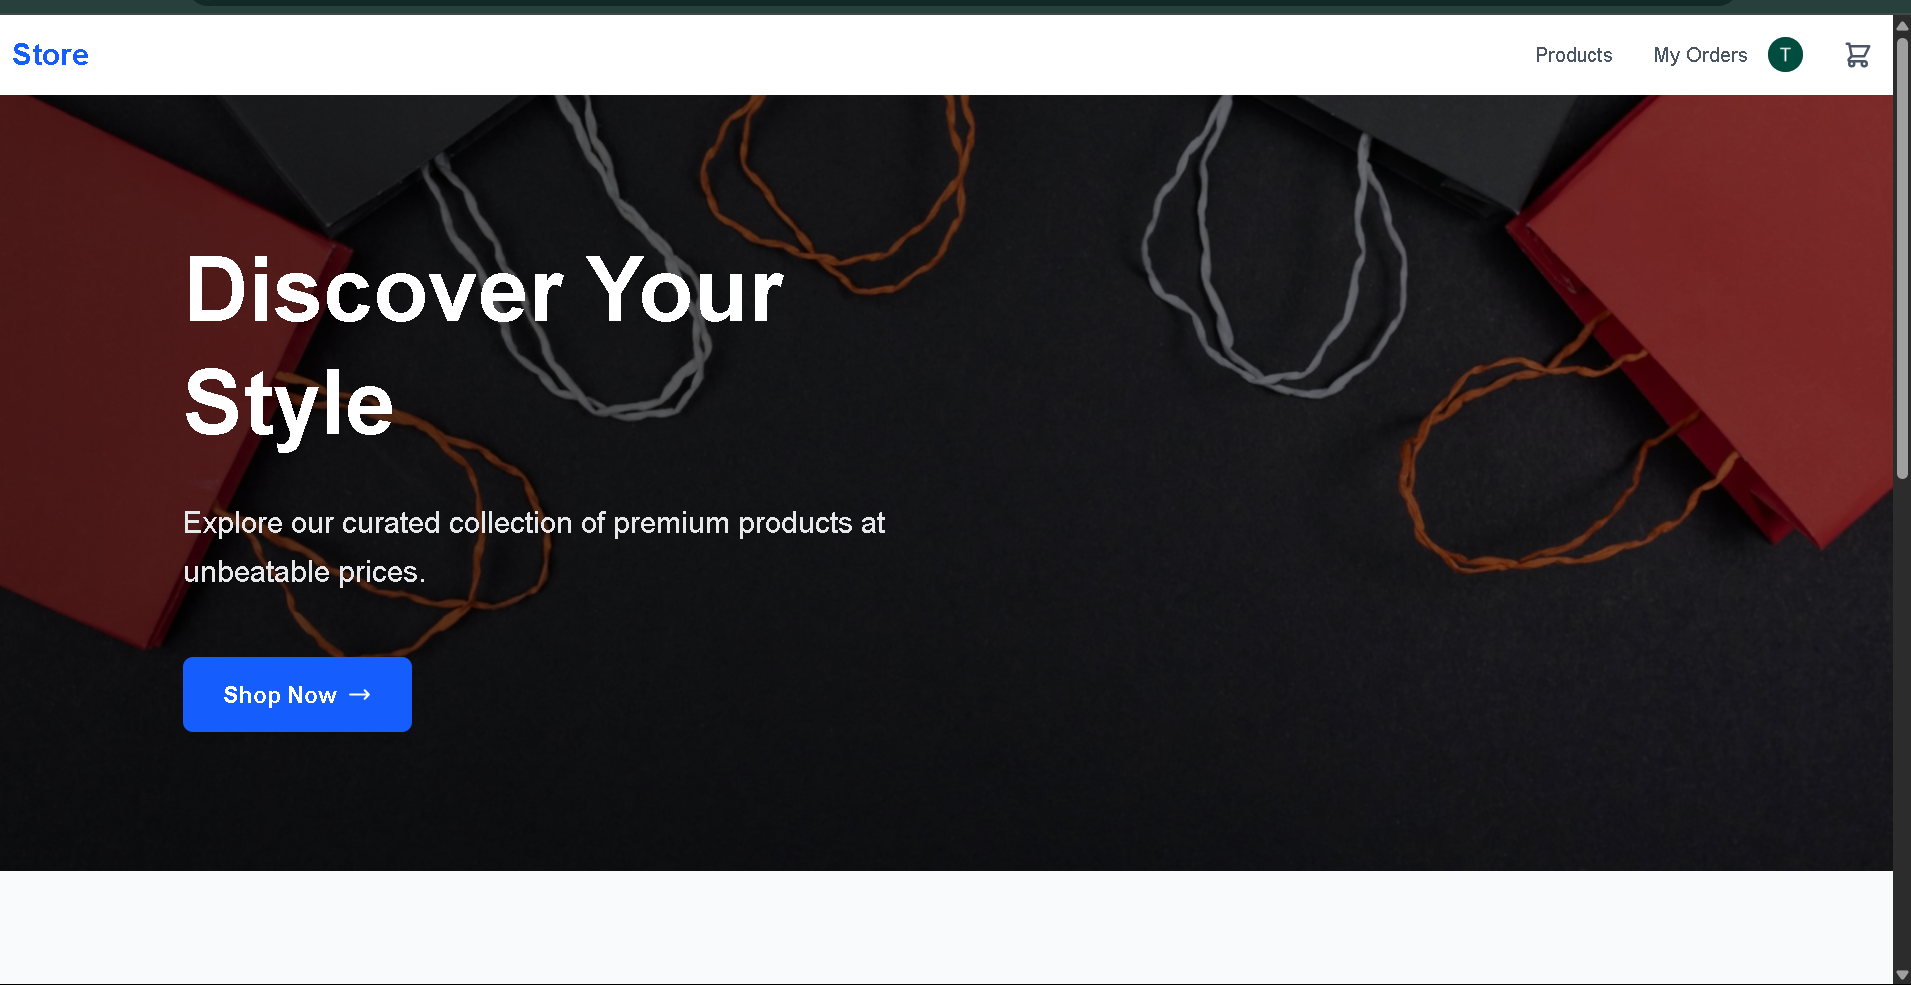 Store
Products
My Orders
T
Discover Your
Style
Explore our curated collection of premium products at
unbeatable prices.
Shop Now →